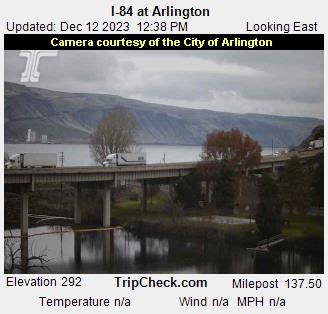 I-84 at Arlington
Updated: Dec 12 2023 12:38 PM Looking East
Camera courtesy of the City of Arlington
Elevation 292 TripCheck.com Milepost 137.50
Temperature n/a Wind n/a MPH n/a